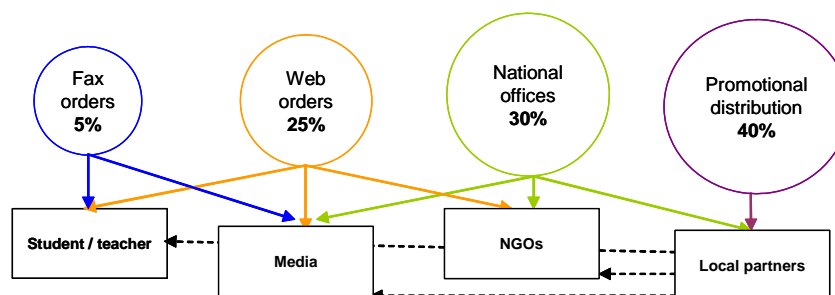 Fax
orders
5%
Web
orders
25%
National
offices
30%
Promotional
distribution
40%
Student / teacher
Media
NGOs
Local partners